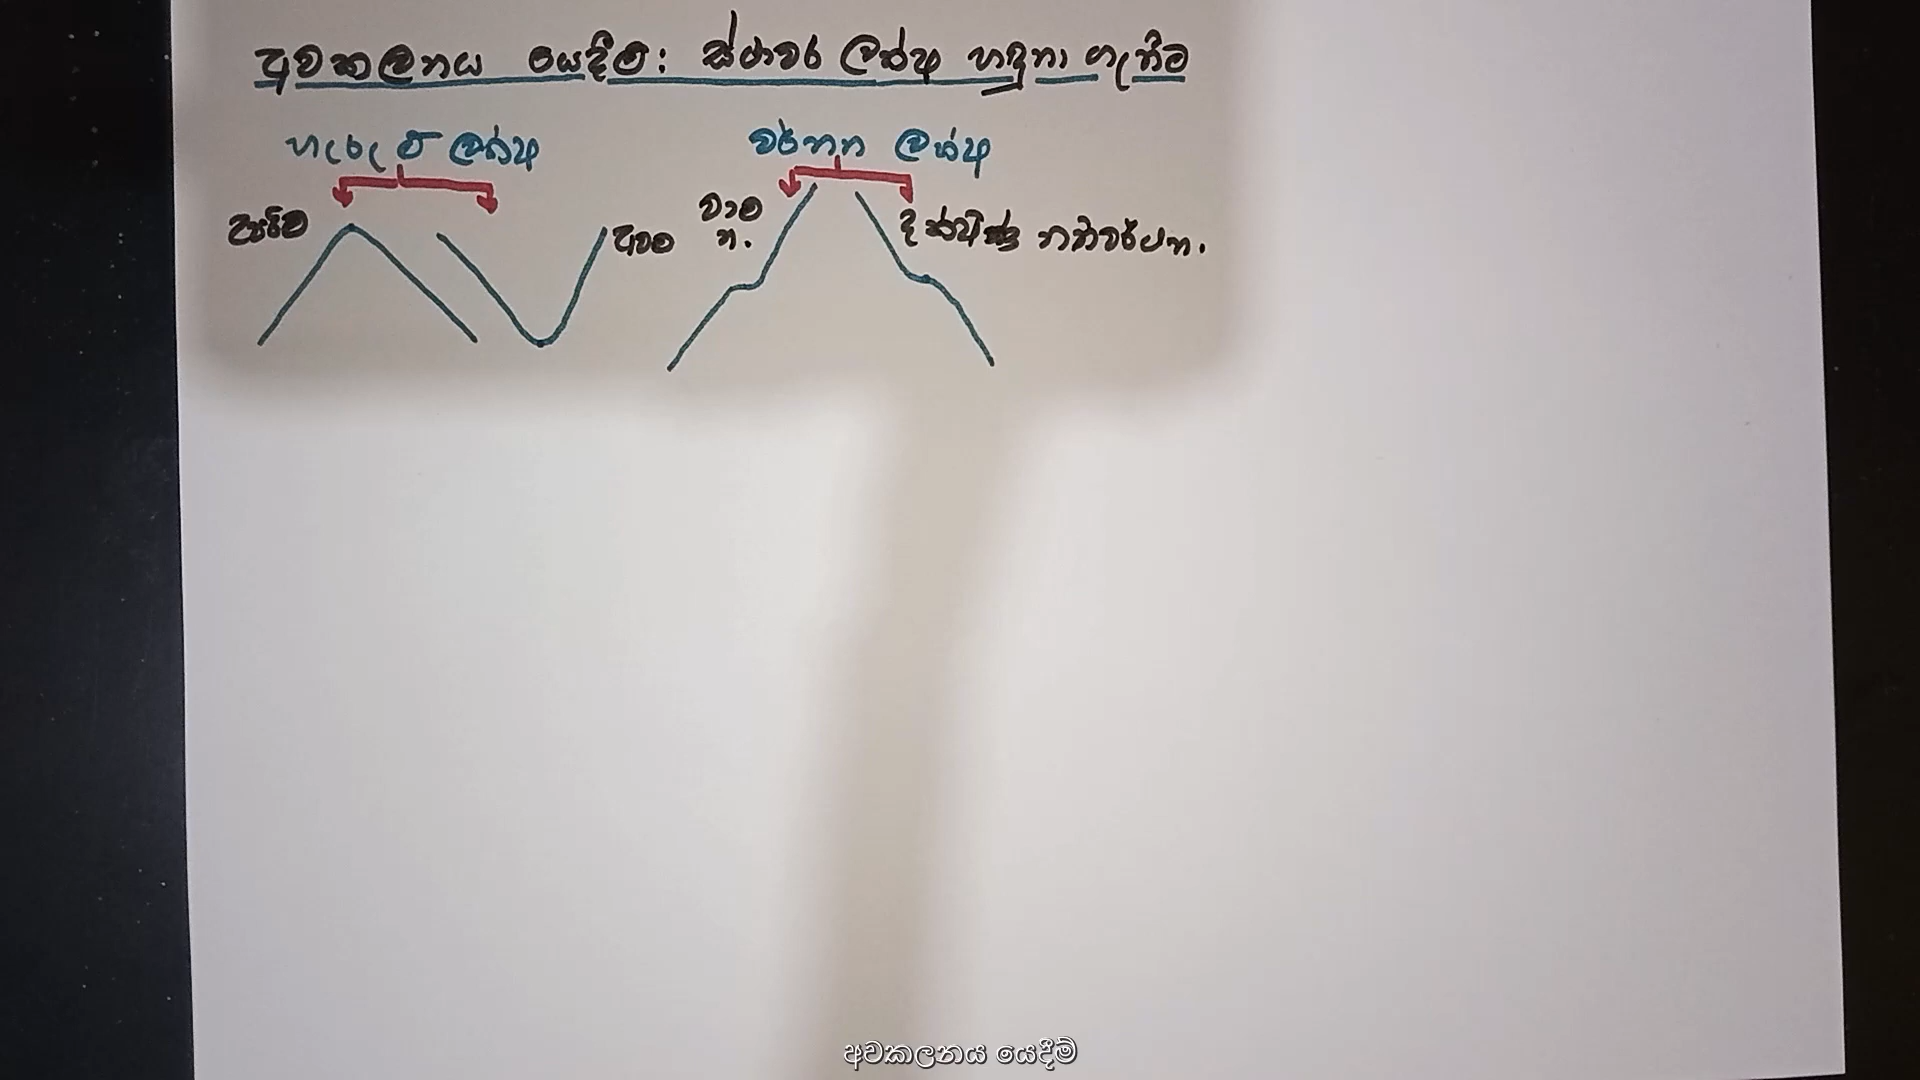 අවකලනය යෙදීම්: ස්ථාවර ලක්ෂ්‍ය හඳුනා ගැනීම
හැරැම් ලක්ෂ්‍ය
වර්තන ලක්ෂ්‍ය
උපරිම
අවම
වාම
න.
දක්ෂිණ නතිවර්තන.
අවකලනය යෙදීම්